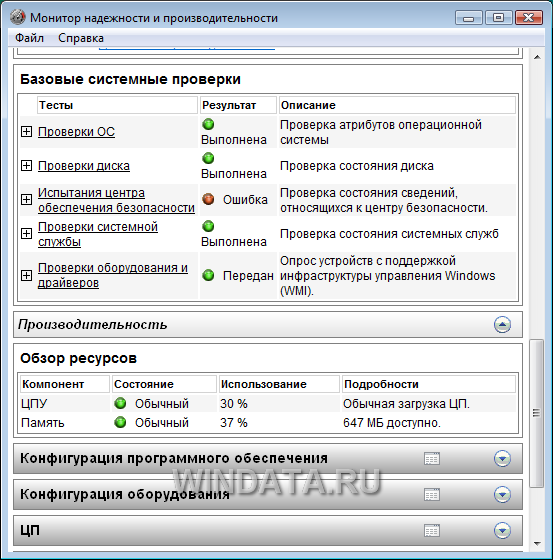 Монитор надежности и производительности
Файл Справка
Базовые системные проверки
Тесты Результат Описание
Проверки ОС Выполнена Проверка атрибутов операционной системы
Проверки диска Выполнена Проверка состояния диска
Испытания центра обеспечения безопасности Ошибка Проверка состояния сведений, относящихся к центру безопасности.
Проверки системной службы Выполнена Проверка состояния системных служб
Проверки оборудования и драйверов Передан Опрос устройств с поддержкой инфраструктуры управления Windows (WMI).
Производительность
Обзор ресурсов
Компонент Состояние Использование Подробности
ЦПУ Обычный 30 % Обычная загрузка ЦП.
Память Обычный 37 % 647 МБ доступно.
Конфигурация программного обеспечения
WINDATA.RU
Конфигурация оборудования
ЦП